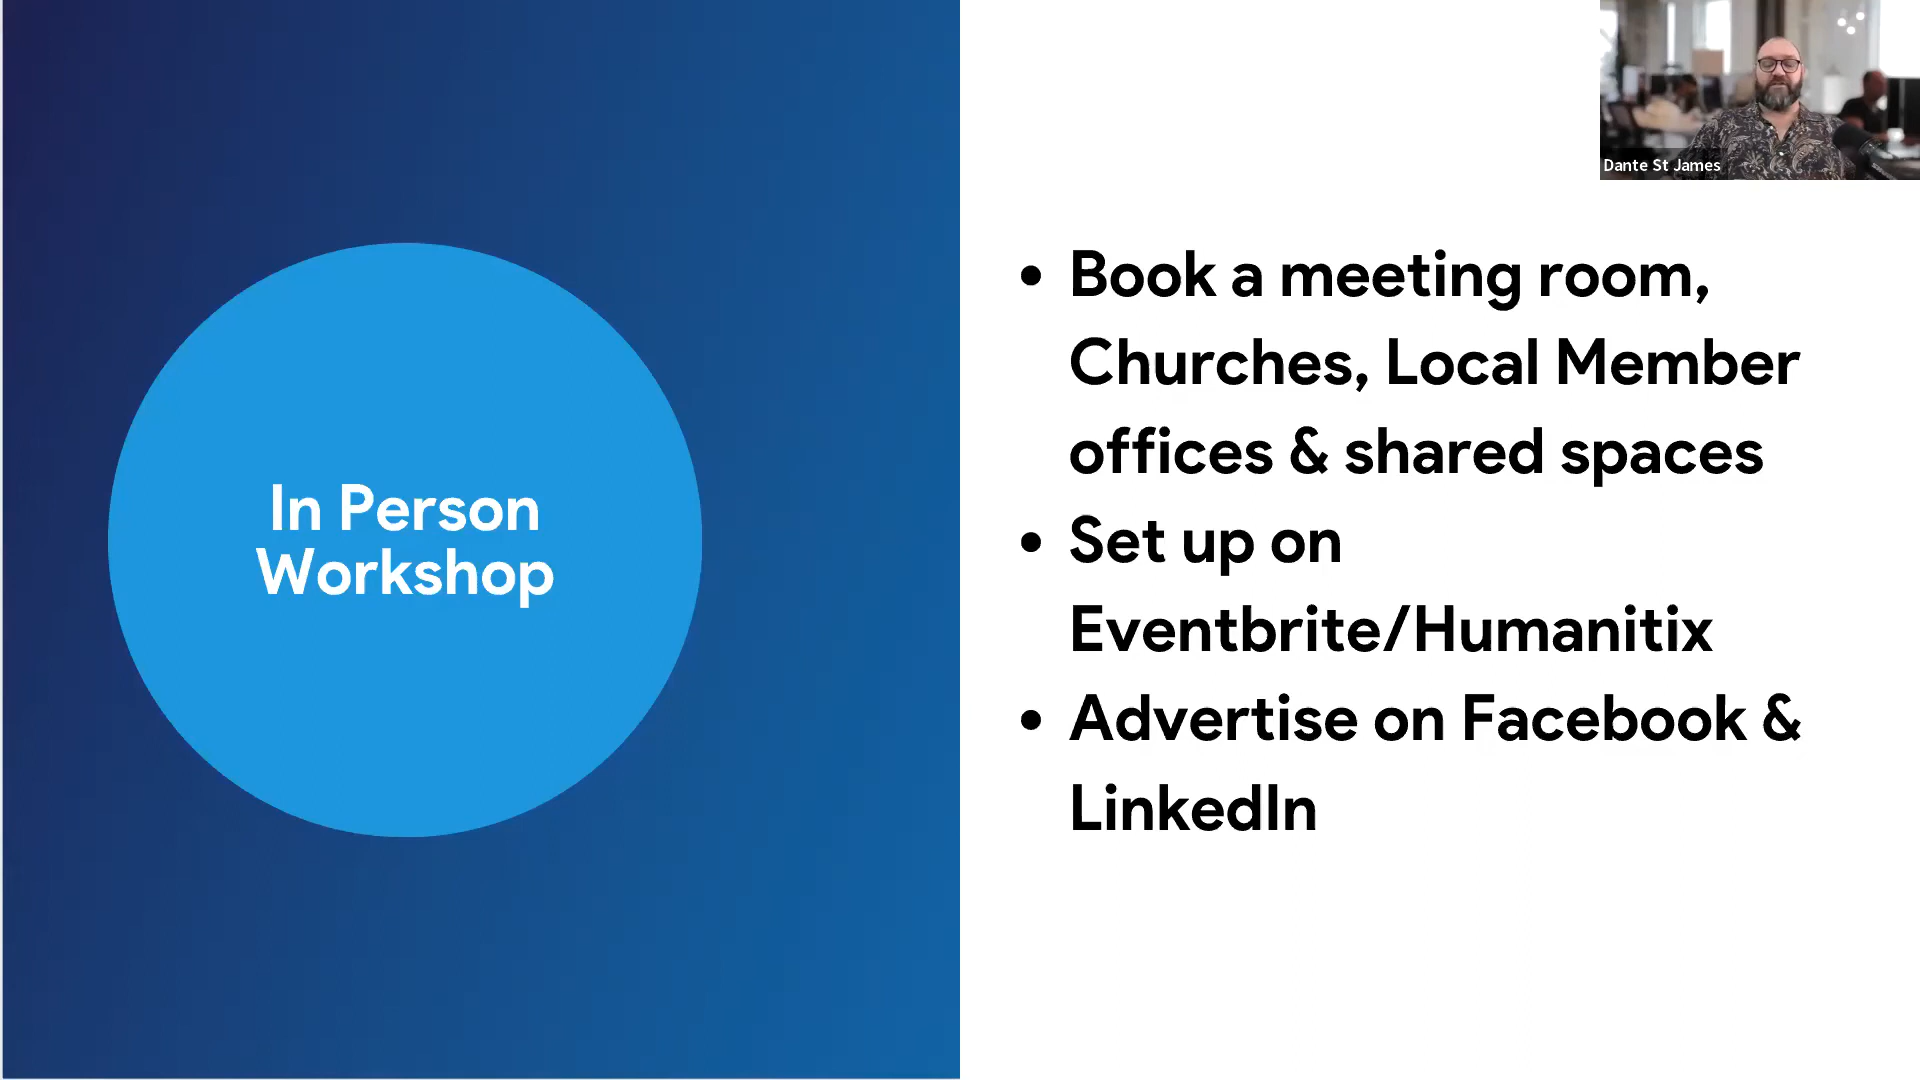 In Person
Workshop
Dante St James
• Book a meeting room,
Churches, Local Member
offices & shared spaces
• Set up on
Eventbrite/Humanitix
• Advertise on Facebook &
LinkedIn